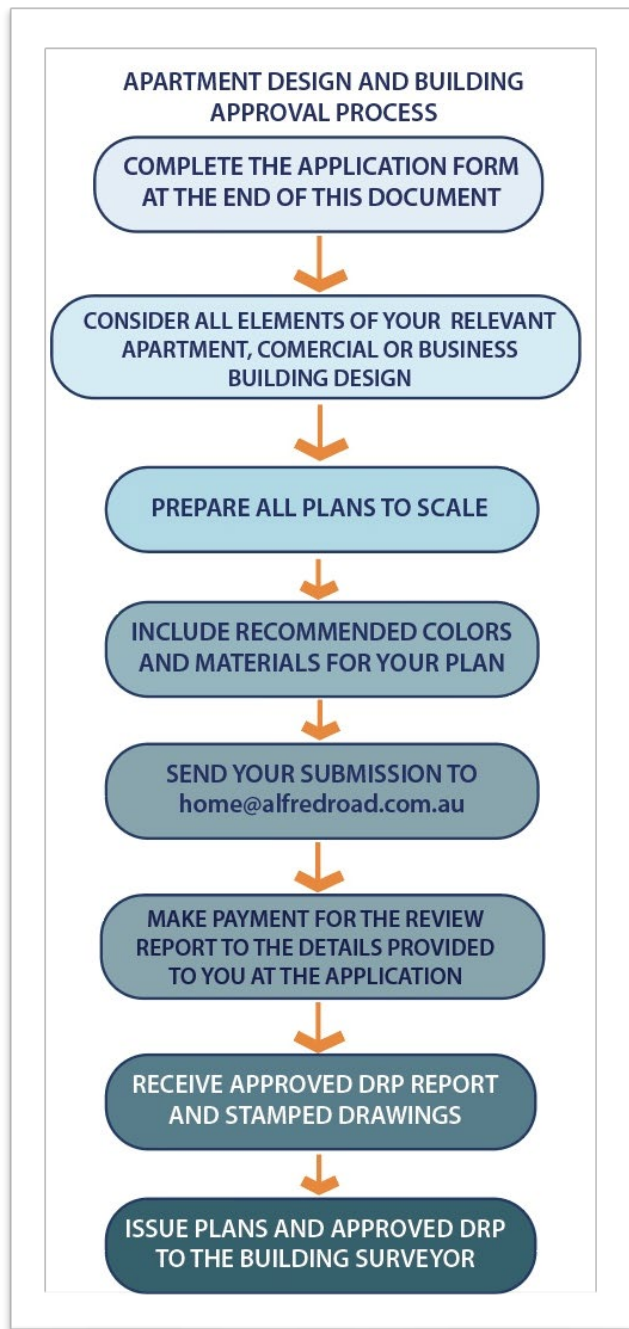 APARTMENT DESIGN AND BUILDING
APPROVAL PROCESS
COMPLETE THE APPLICATION FORM
AT THE END OF THIS DOCUMENT
CONSIDER ALL ELEMENTS OF YOUR RELEVANT
APARTMENT, COMERCIAL OR BUSINESS
BUILDING DESIGN
PREPARE ALL PLANS TO SCALE
INCLUDE RECOMMENDED COLORS
AND MATERIALS FOR YOUR PLAN
SEND YOUR SUBMISSION TO
home@alfredroad.com.au
MAKE PAYMENT FOR THE REVIEW
REPORT TO THE DETAILS PROVIDED
TO YOU AT THE APPLICATION
RECEIVE APPROVED DRP REPORT
AND STAMPED DRAWINGS
ISSUE PLANS AND APPROVED DRP
TO THE BUILDING SURVEYOR